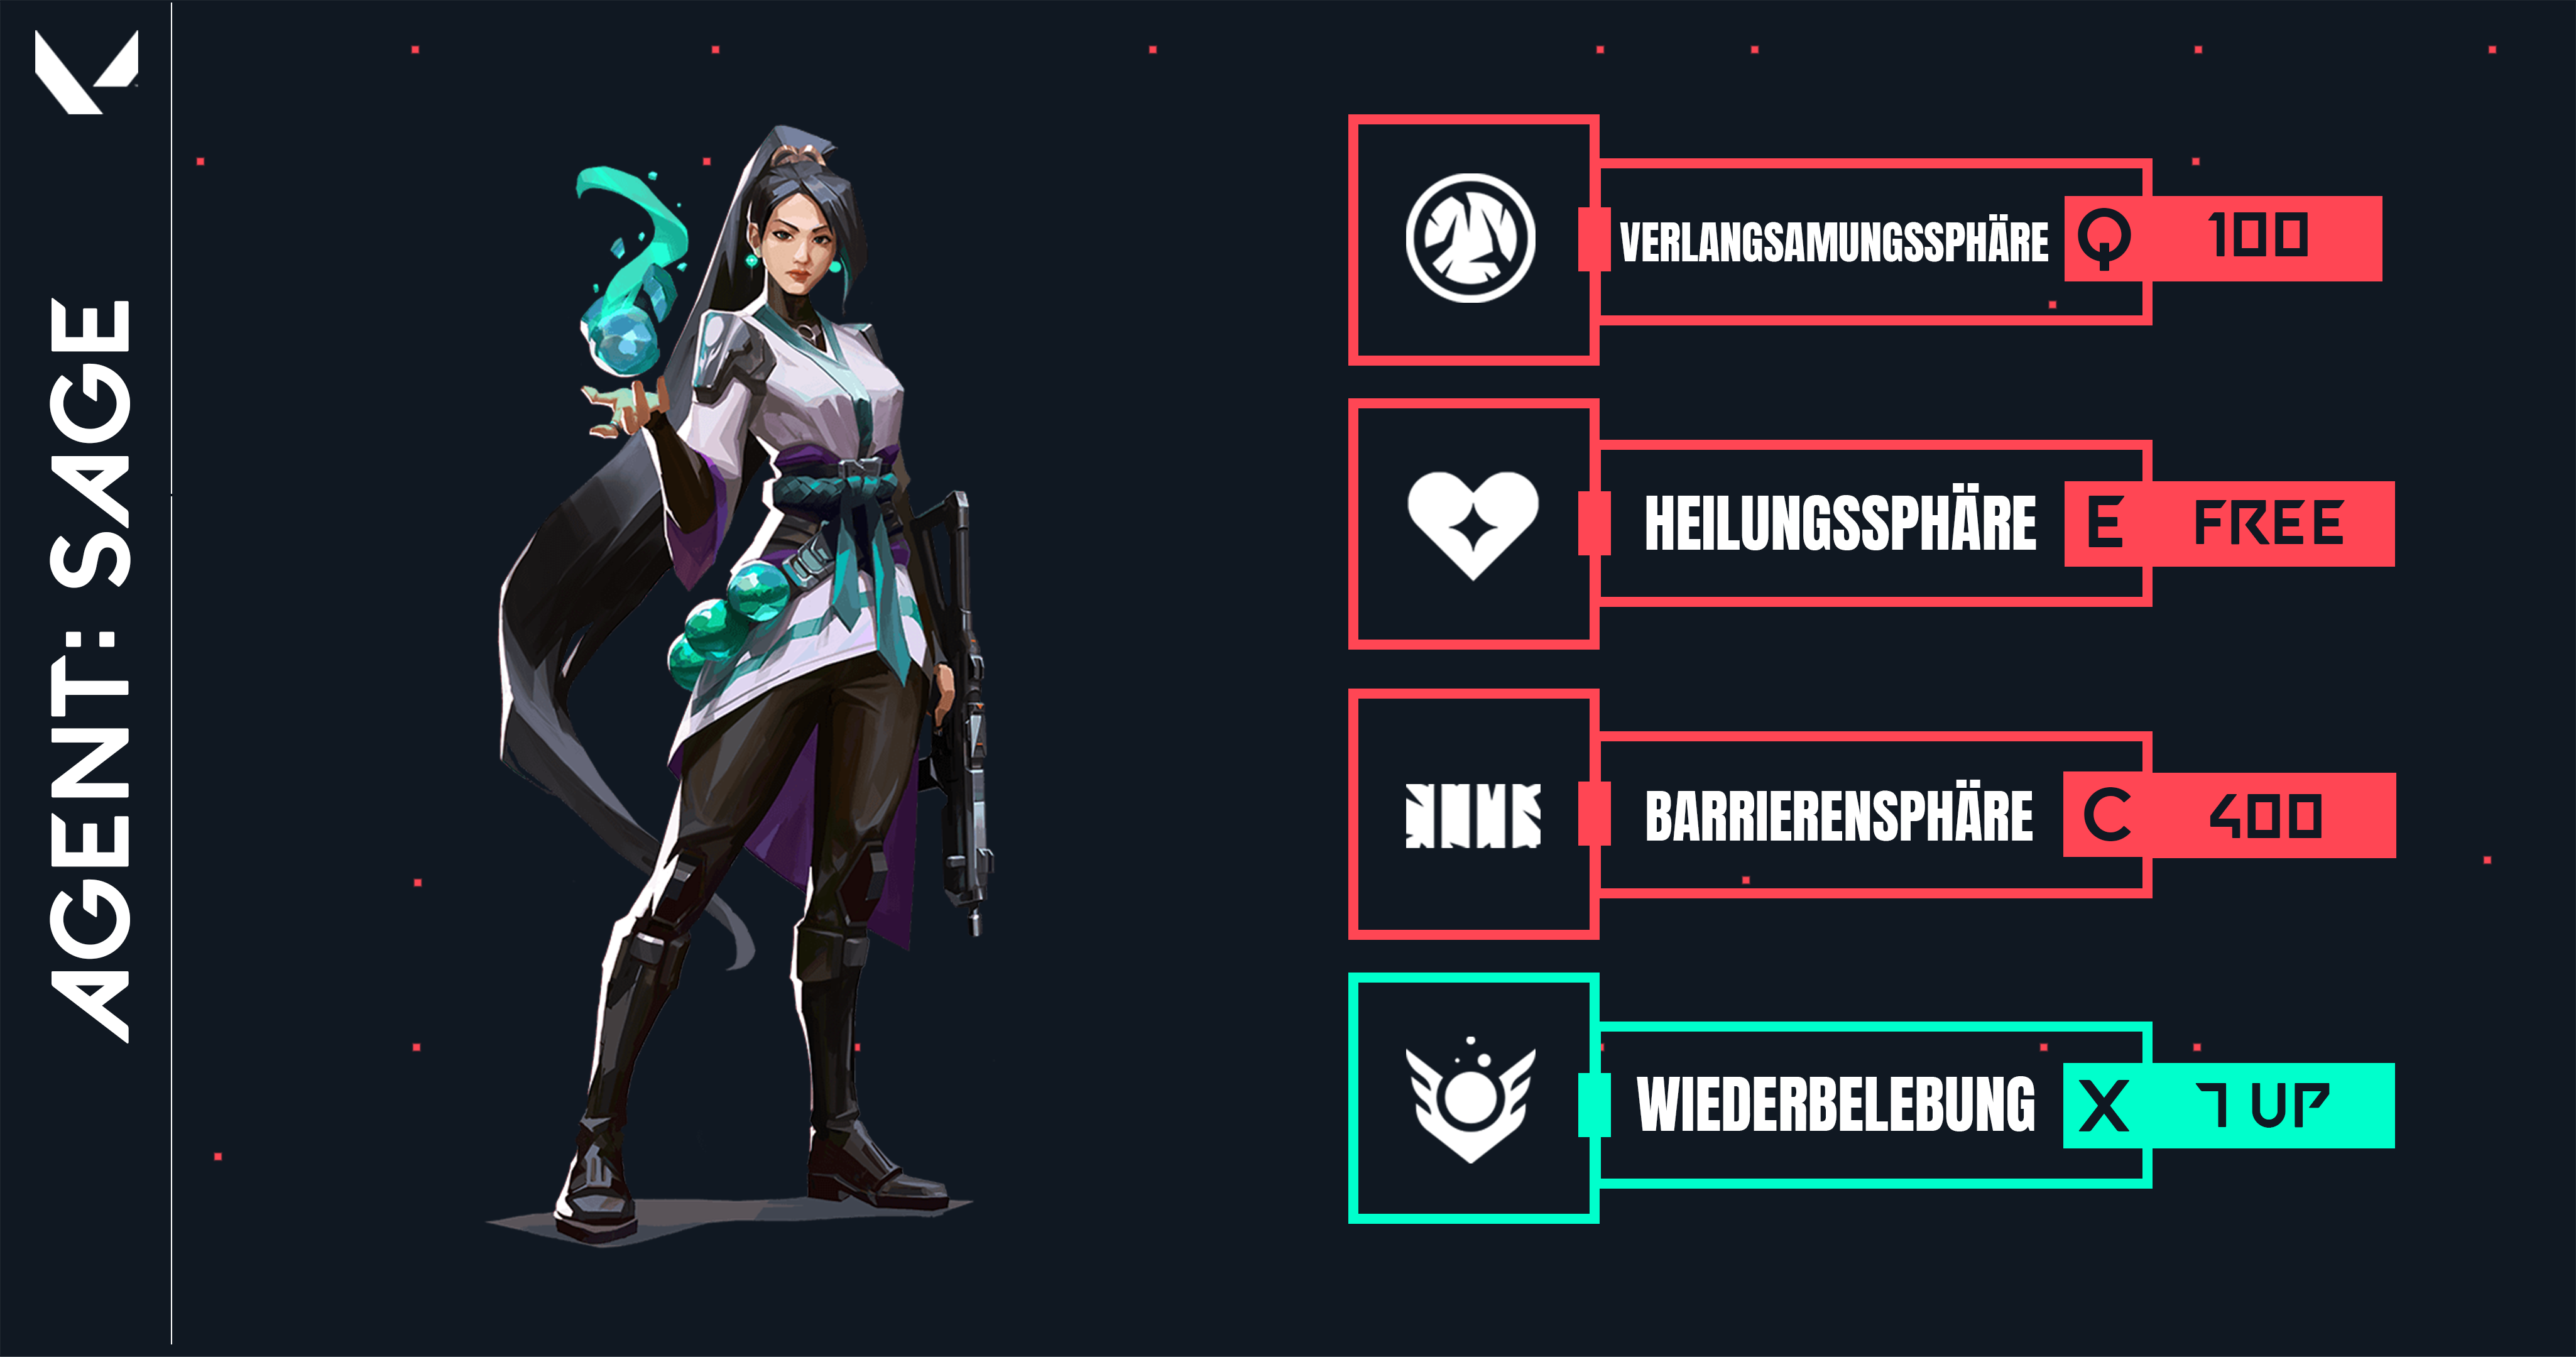 AGENT: SAGE
VERLANGSAMUNGSSPHÄRE Q 100
HEILUNGSSPHÄRE E FREE
BARRIERENSPHÄRE C 400
WIEDERBELEBUNG X 7 UP